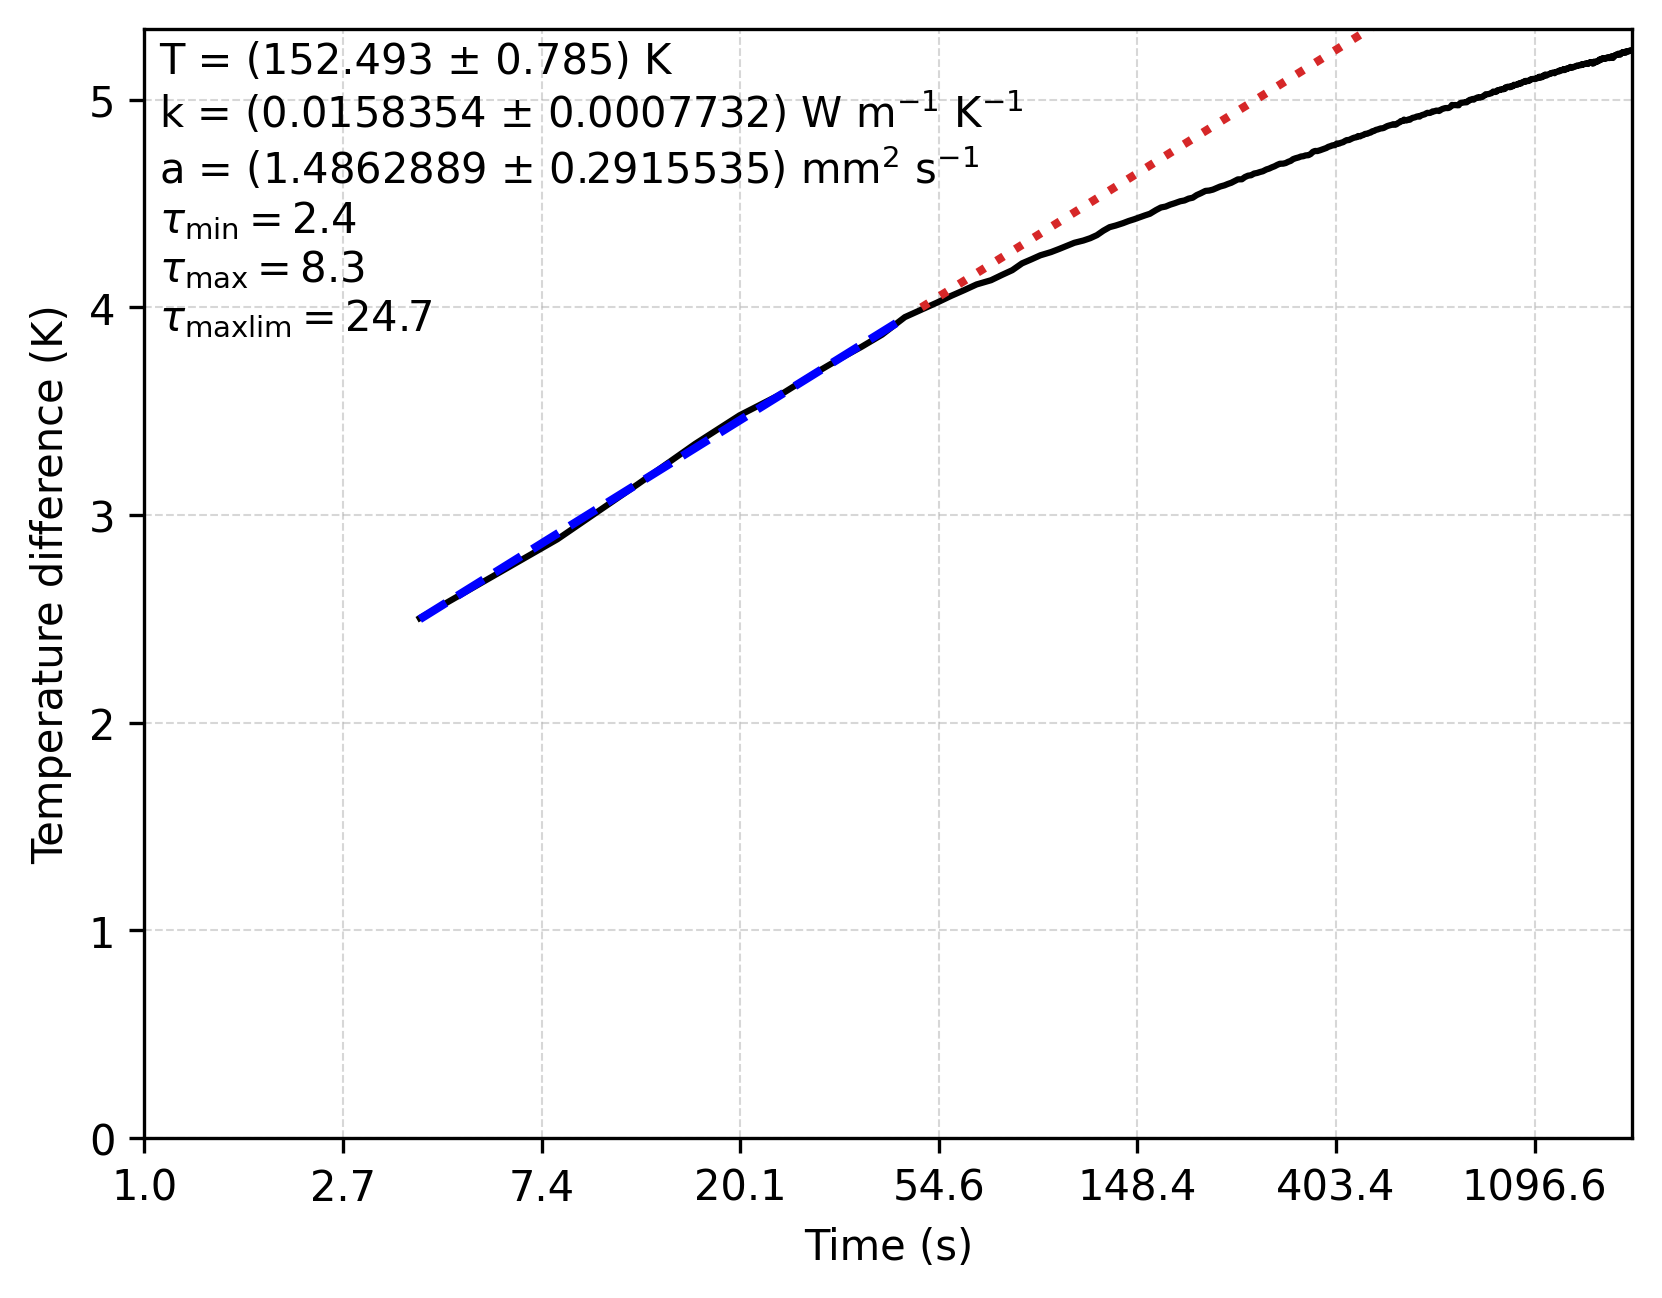 T = (152.493 ± 0.785) K
k = (0.0158354 ± 0.0007732) W m⁻¹ K⁻¹
a = (1.4862889 ± 0.2915535) mm² s⁻¹
τmin = 2.4
τmax = 8.3
τmaxlim = 24.7
Temperature difference (K)
5
4
3
2
1
0
1.0 2.7 7.4 20.1 54.6 148.4 403.4 1096.6
Time (s)